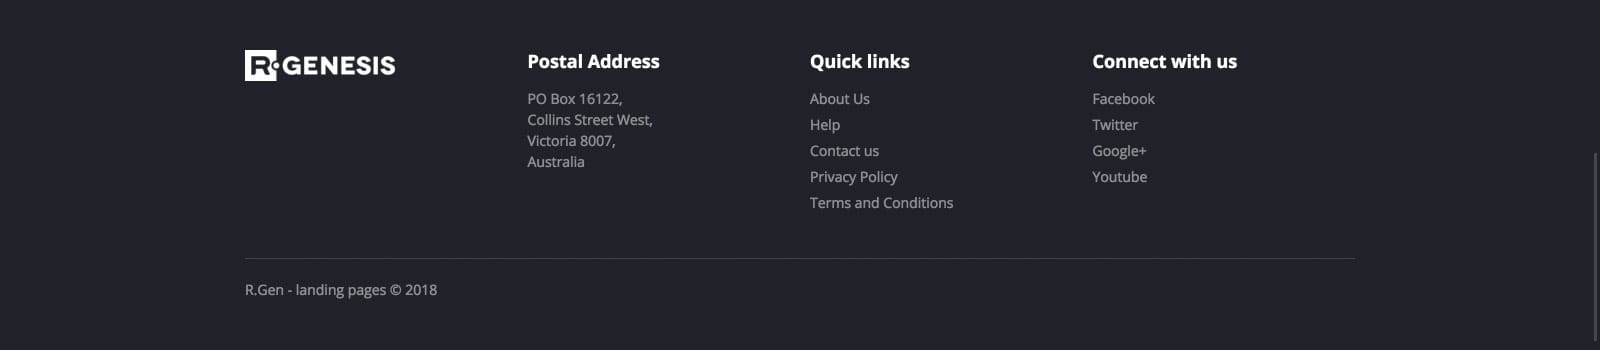 R GENESIS
Postal Address
PO Box 16122,
Collins Street West,
Victoria 8007,
Australia
Quick links
About Us
Help
Contact us
Privacy Policy
Terms and Conditions
Connect with us
Facebook
Twitter
Google+
Youtube
R.Gen - landing pages © 2018